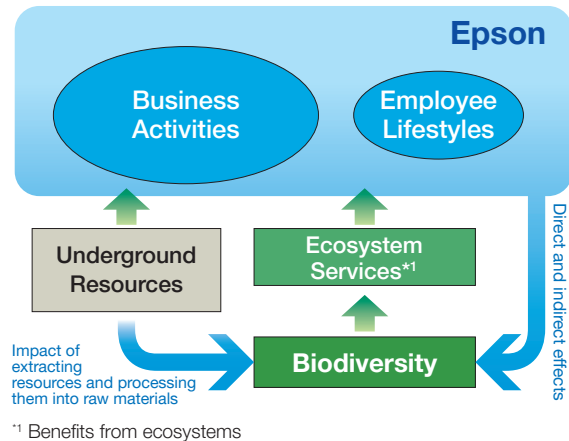 Epson
Business
Activities
Employee
Lifestyles
Underground
Resources
Ecosystem
Services*1
Direct and indirect effects
Biodiversity
Impact of
extracting
resources and processing
them into raw materials
*1 Benefits from ecosystems